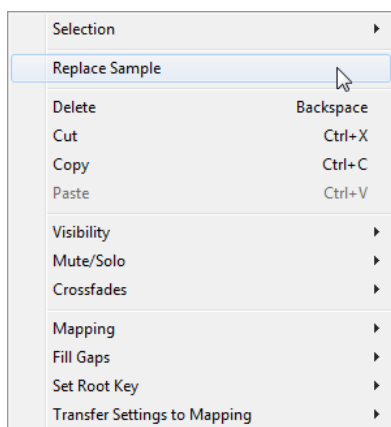 Selection
Replace Sample
Delete Backspace
Cut Ctrl+X
Copy Ctrl+C
Paste Ctrl+V
Visibility
Mute/Solo
Crossfades
Mapping
Fill Gaps
Set Root Key
Transfer Settings to Mapping